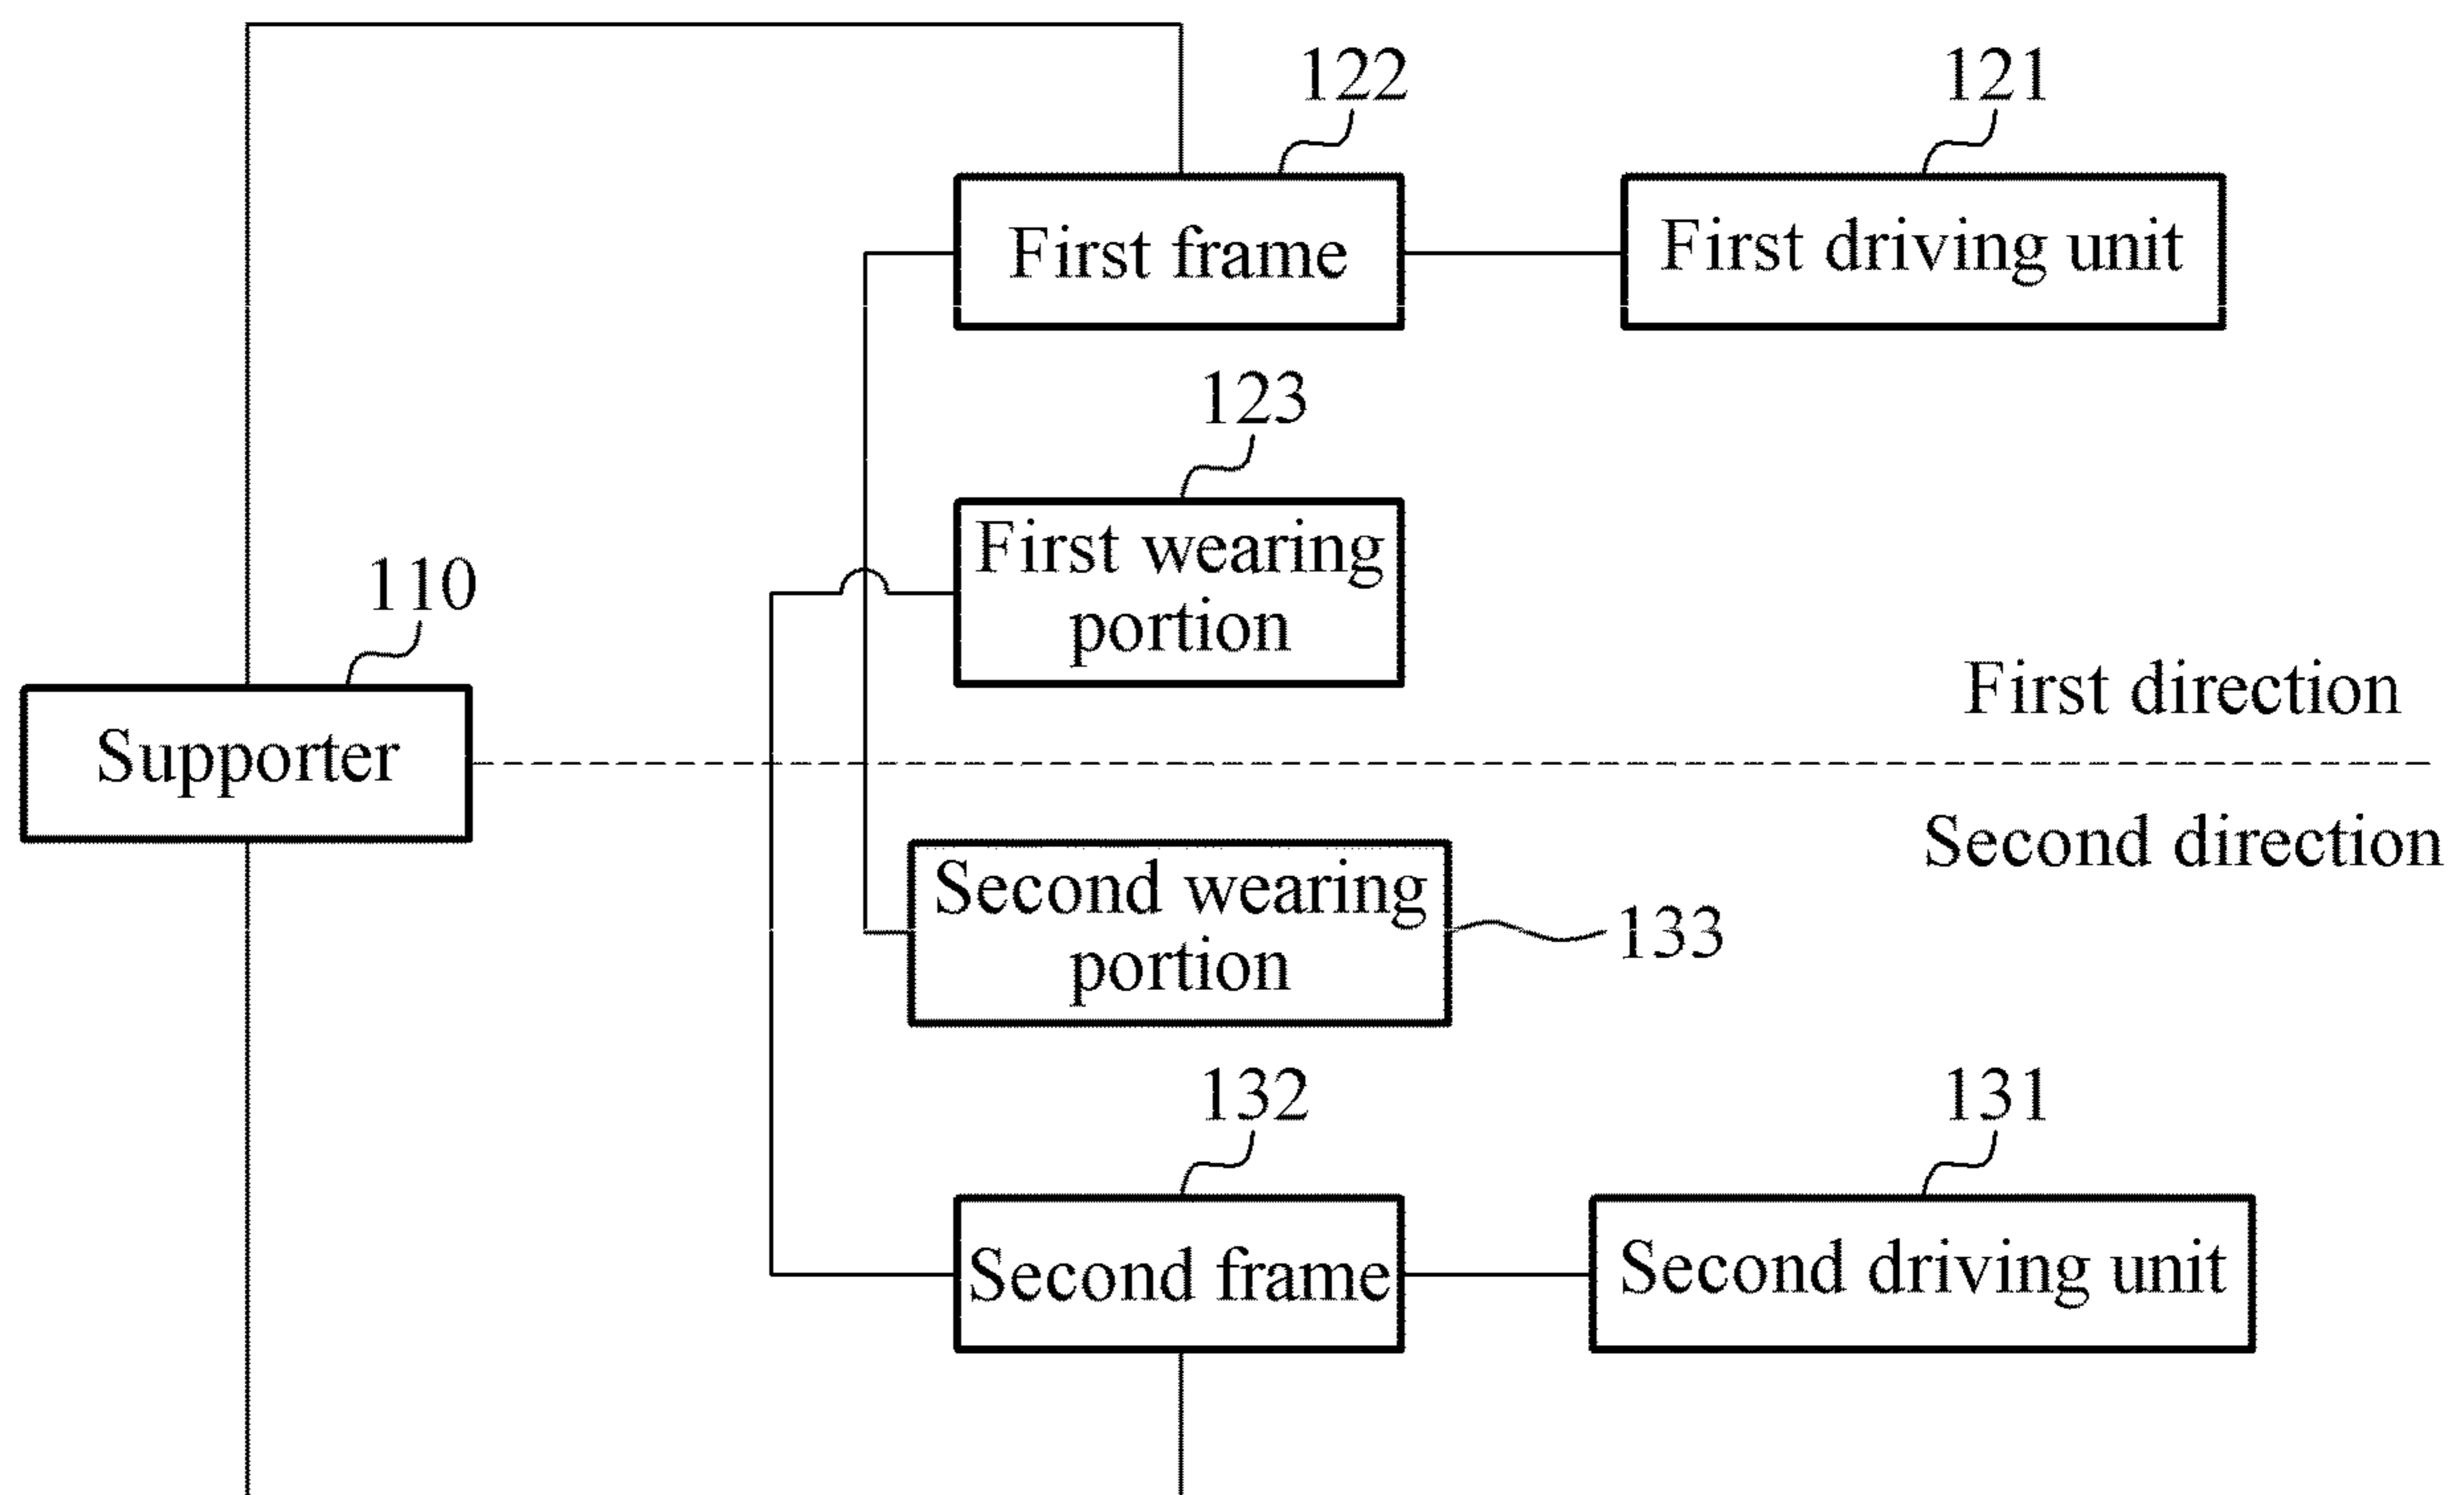 122
121
First frame
First driving unit
123
First wearing
portion
110
First direction
Supporter
Second direction
Second wearing
portion
133
132
131
Second frame
Second driving unit